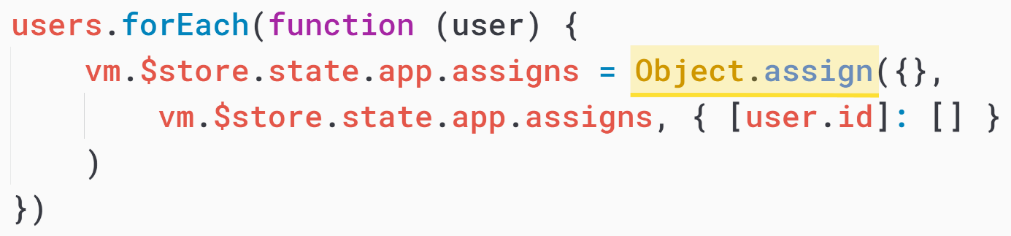 users.forEach(function (user) {
vm.$store.state.app.assigns = Object.assign({},
vm.$store.state.app.assigns, { [user.id]: [] }
)
})